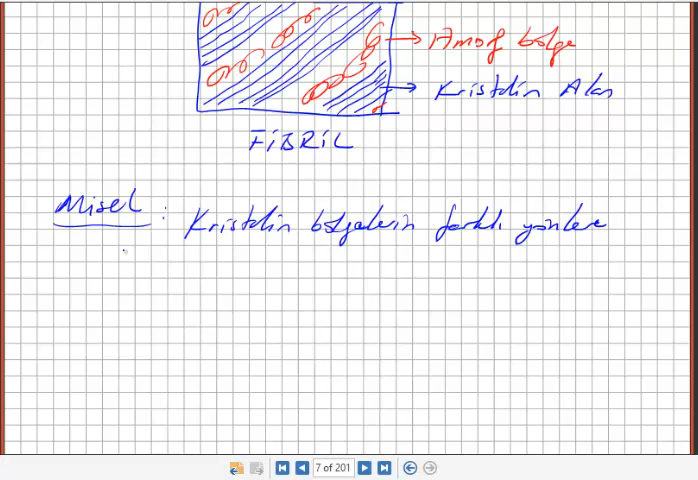 Amorf bölge
Kristalin Alan
FİBRİL
Misel : Kristalin bölgelerin farklı yönlere
7 of 201